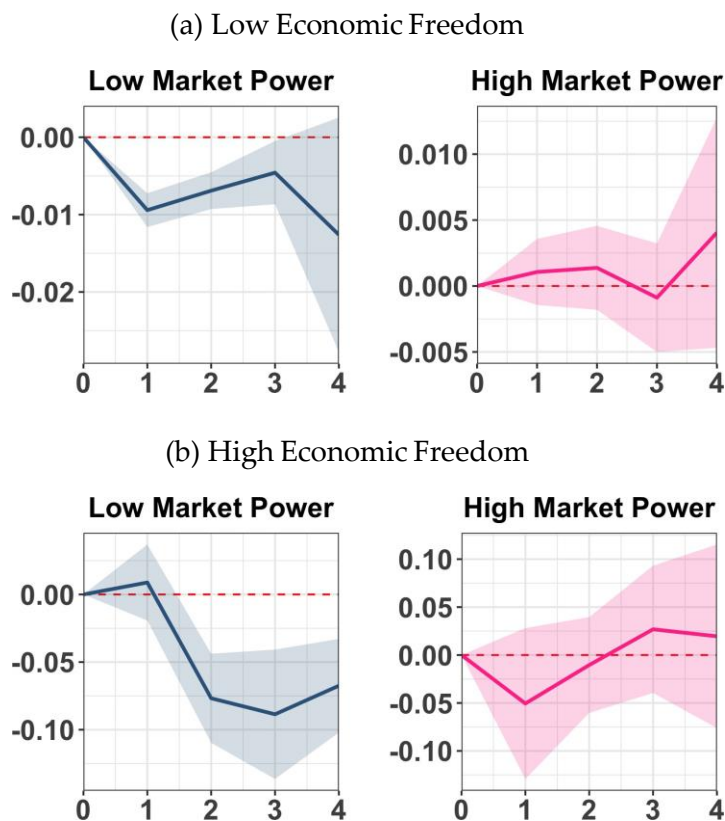 (a) Low Economic Freedom
Low Market Power
High Market Power
0.00
-0.01
-0.02
0 1 2 3 4
0.010
0.005
0.000
-0.005
0 1 2 3 4
(b) High Economic Freedom
Low Market Power
High Market Power
0.00
-0.05
-0.10
0 1 2 3 4
0.10
0.05
0.00
-0.05
-0.10
0 1 2 3 4